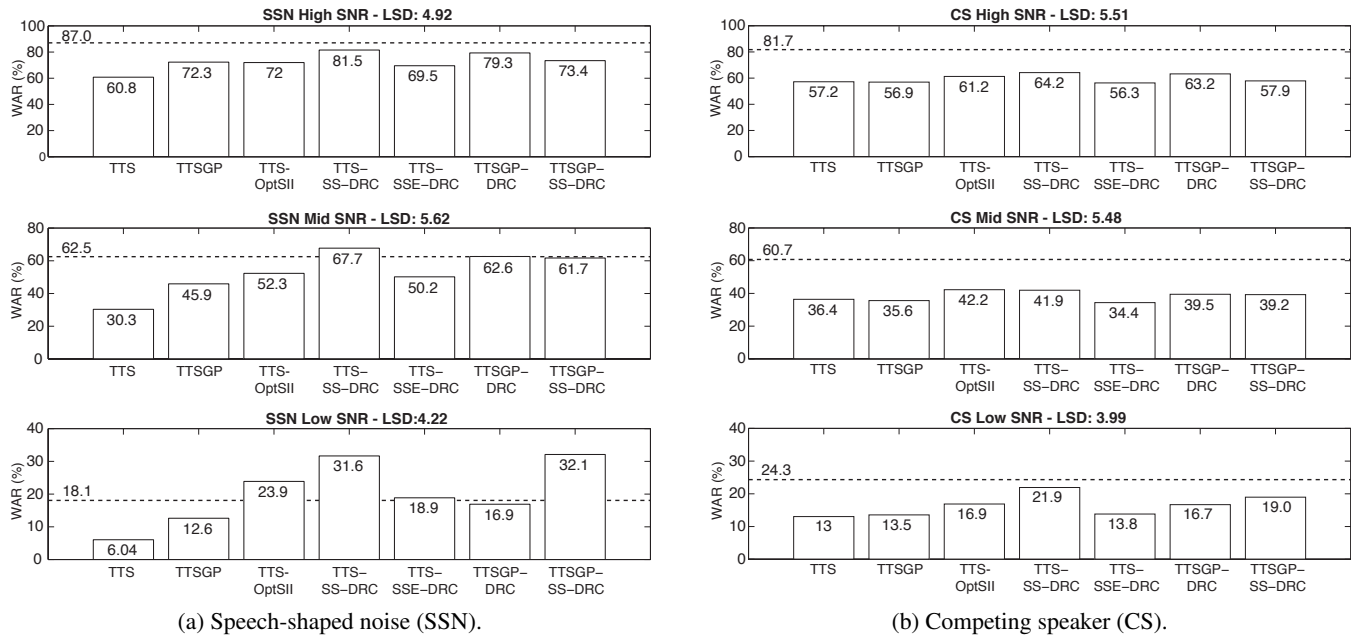 SSN High SNR - LSD: 4.92
100
80
60
40
20
0
WAR (%)
87.0
60.8
72.3
72
81.5
69.5
79.3
73.4
TTS
TTSGP
TTS-
OptSII
TTS–
SS–DRC
TTS–
SSE–DRC
TTSGP–
DRC
TTSGP–
SS–DRC
SSN Mid SNR - LSD: 5.62
80
60
40
20
0
WAR (%)
62.5
30.3
45.9
52.3
67.7
50.2
62.6
61.7
TTS
TTSGP
TTS-
OptSII
TTS–
SS–DRC
TTS–
SSE–DRC
TTSGP–
DRC
TTSGP–
SS–DRC
SSN Low SNR - LSD:4.22
40
30
20
10
0
WAR (%)
18.1
6.04
12.6
23.9
31.6
18.9
16.9
32.1
TTS
TTSGP
TTS-
OptSII
TTS–
SS–DRC
TTS–
SSE–DRC
TTSGP–
DRC
TTSGP–
SS–DRC
(a) Speech-shaped noise (SSN).
CS High SNR - LSD: 5.51
100
80
60
40
20
0
WAR (%)
81.7
57.2
56.9
61.2
64.2
56.3
63.2
57.9
TTS
TTSGP
TTS-
OptSII
TTS–
SS–DRC
TTS–
SSE–DRC
TTSGP–
DRC
TTSGP–
SS–DRC
CS Mid SNR - LSD: 5.48
80
60
40
20
0
WAR (%)
60.7
36.4
35.6
42.2
41.9
34.4
39.5
39.2
TTS
TTSGP
TTS-
OptSII
TTS–
SS–DRC
TTS–
SSE–DRC
TTSGP–
DRC
TTSGP–
SS–DRC
CS Low SNR - LSD: 3.99
40
30
20
10
0
WAR (%)
24.3
13
13.5
16.9
21.9
13.8
16.7
19.0
TTS
TTSGP
TTS-
OptSII
TTS–
SS–DRC
TTS–
SSE–DRC
TTSGP–
DRC
TTSGP–
SS–DRC
(b) Competing speaker (CS).